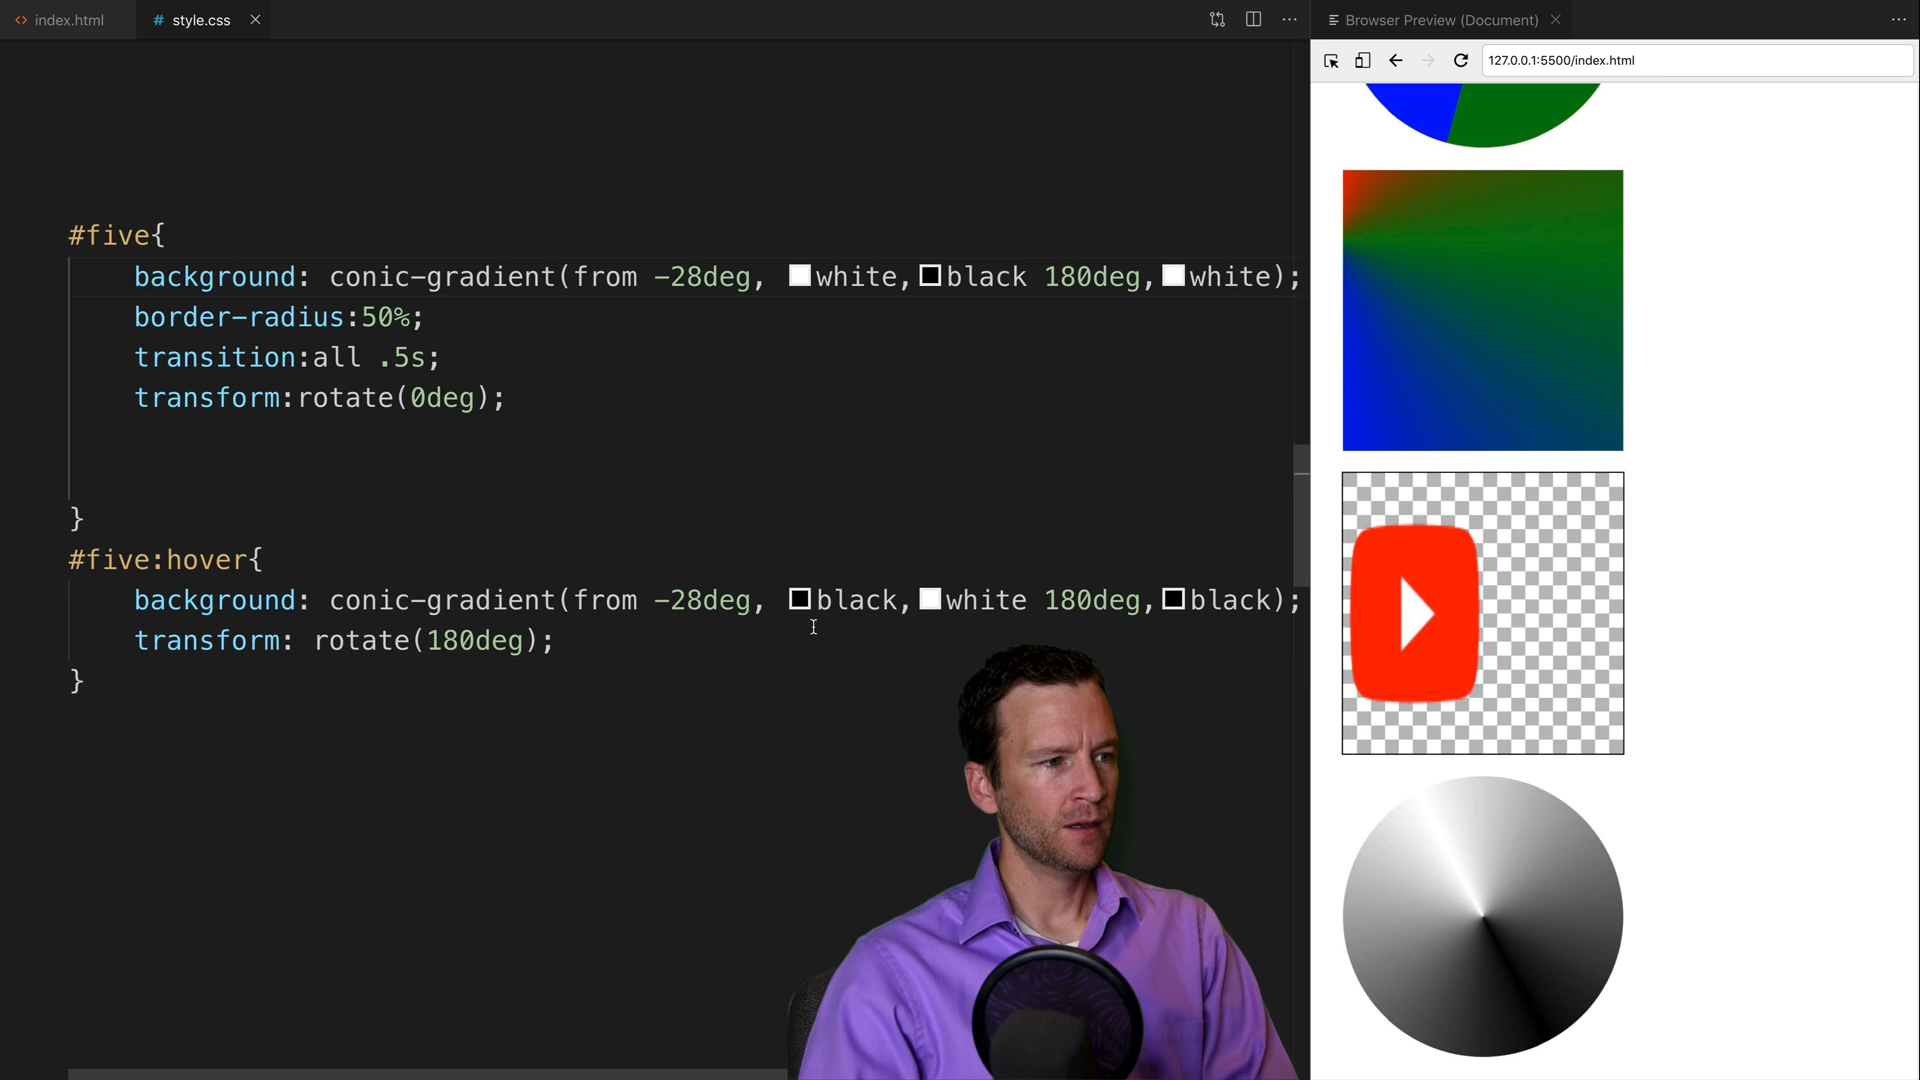 index.html
# style.css
Browser Preview (Document)
127.0.0.1:5500/index.html
#five{
background: conic-gradient(from -28deg, white,black 180deg,white);
border-radius:50%;
transition:all .5s;
transform:rotate(0deg);
}
#five:hover{
background: conic-gradient(from -28deg, black,white 180deg,black);
transform: rotate(180deg);
}